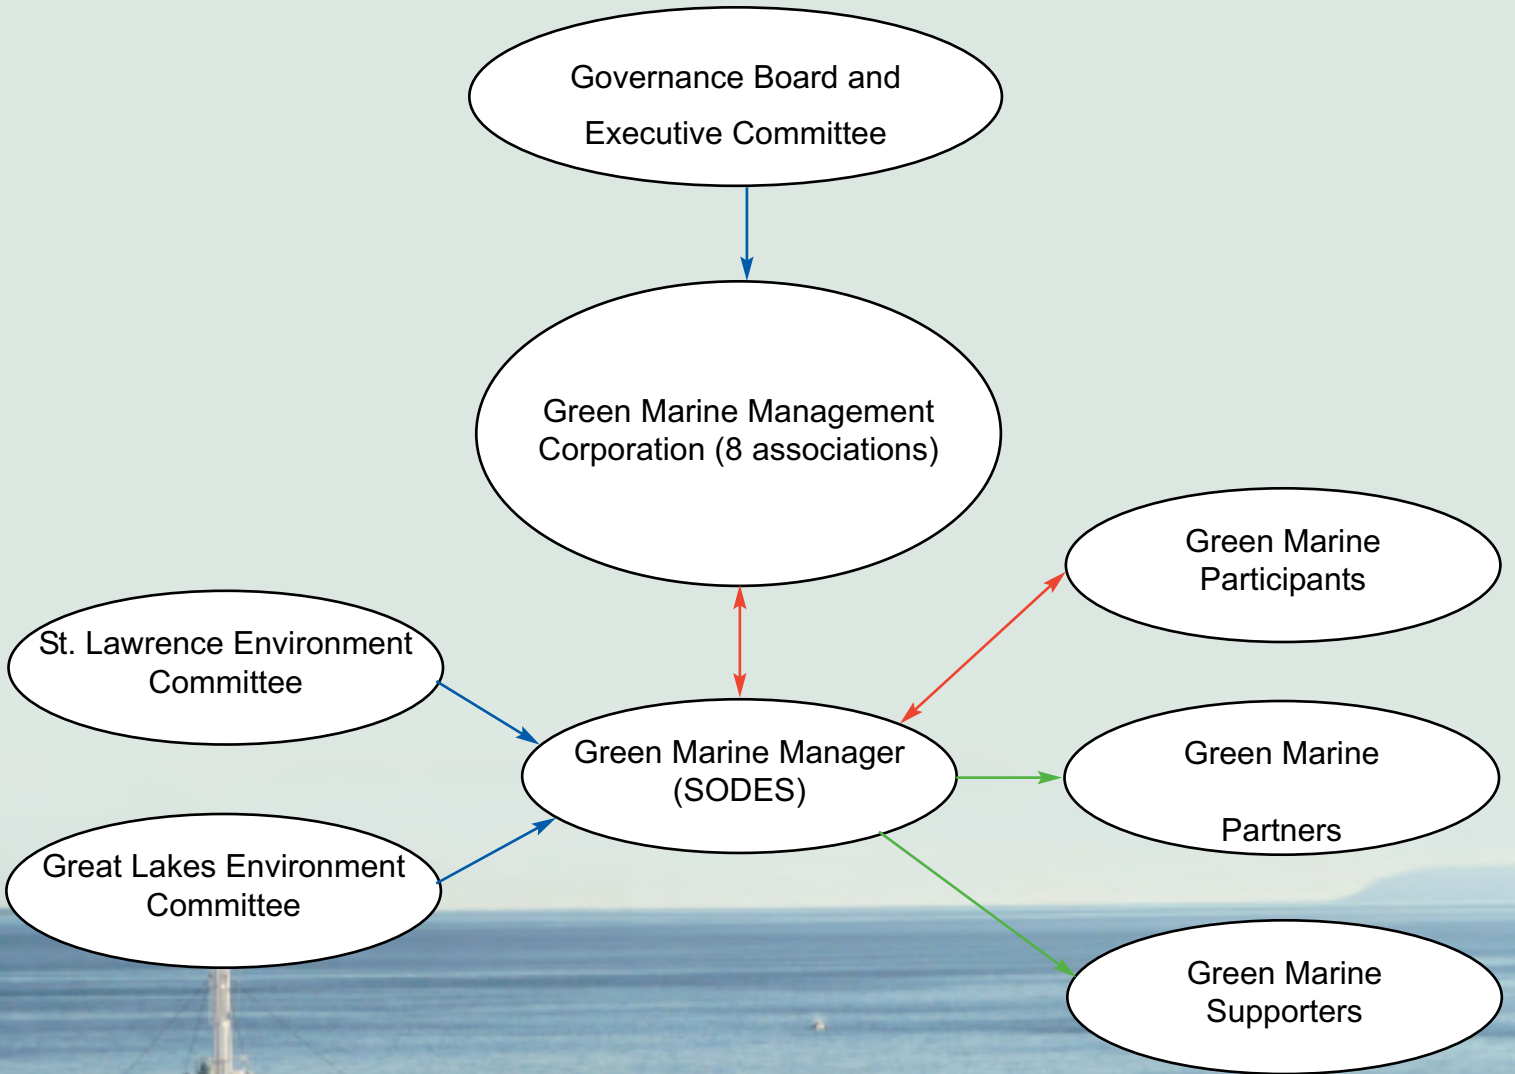 Governance Board and
Executive Committee
Green Marine Management
Corporation (8 associations)
Green Marine
Participants
St. Lawrence Environment
Committee
Green Marine Manager
(SODES)
Green Marine
Partners
Great Lakes Environment
Committee
Green Marine
Supporters